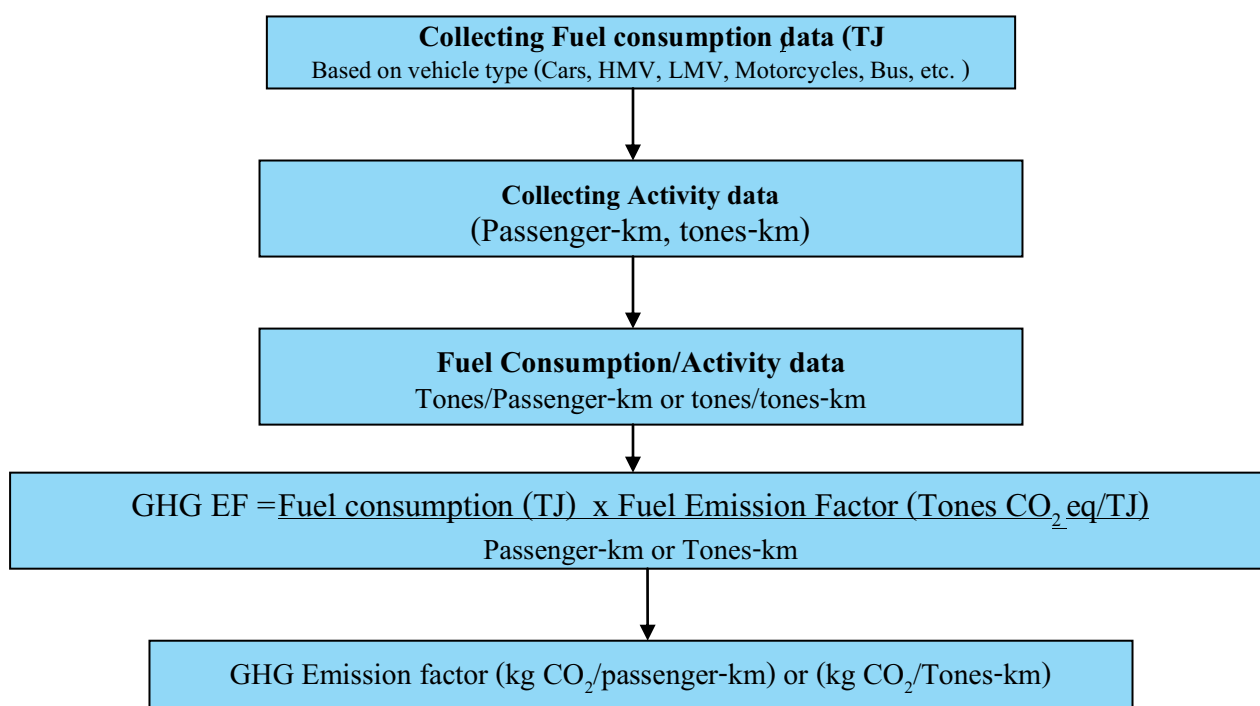 Collecting Fuel consumption data (TJ
Based on vehicle type (Cars, HMV, LMV, Motorcycles, Bus, etc. )
Collecting Activity data
(Passenger-km, tones-km)
Fuel Consumption/Activity data
Tones/Passenger-km or tones/tones-km
GHG EF =Fuel consumption (TJ) x Fuel Emission Factor (Tones CO₂ eq/TJ)
Passenger-km or Tones-km
GHG Emission factor (kg CO₂/passenger-km) or (kg CO₂/Tones-km)